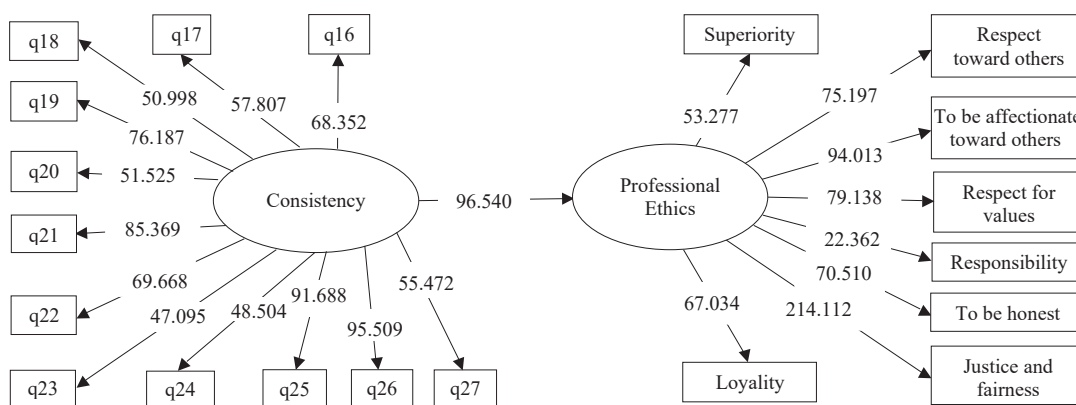 q18
q17
q16
Superiority
Respect
toward others
50.998
57.807
68.352
53.277
75.197
q19
76.187
To be affectionate
toward others
94.013
q20
51.525
Consistency
96.540
Professional
Ethics
79.138
Respect for
values
q21
85.369
22.362
Responsibility
q22
69.668
55.472
70.510
To be honest
47.095
48.504
91.688
95.509
67.034
214.112
q23
q24
q25
q26
q27
Loyality
Justice and
fairness